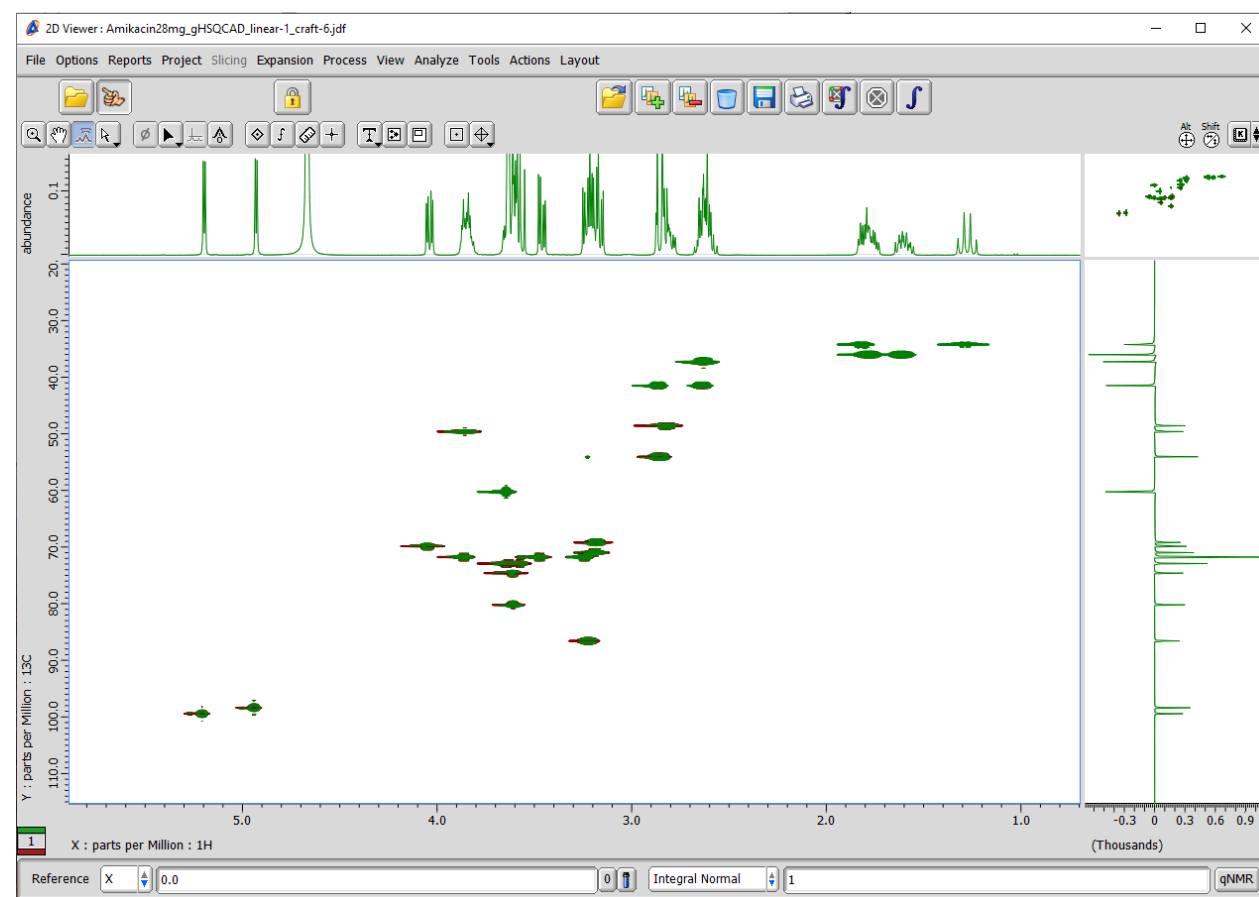 2D Viewer : Amikacin28mg_gHSQCAD_linear-1_craft-6.jdf
File Options Reports Project Slicing Expansion Process View Analyze Tools Actions Layout
Alt Shift
abundance
0.1
20.
30.0
40.0
50.0
60.0
70.0
80.0
90.0
100.0
110.0
Y : parts per Million : 13C
5.0 4.0 3.0 2.0 1.0
-0.3 0 0.3 0.6 0.9
1
X : parts per Million : 1H
(Thousands)
Reference X 0.0 0 Integral Normal 1 qNMR